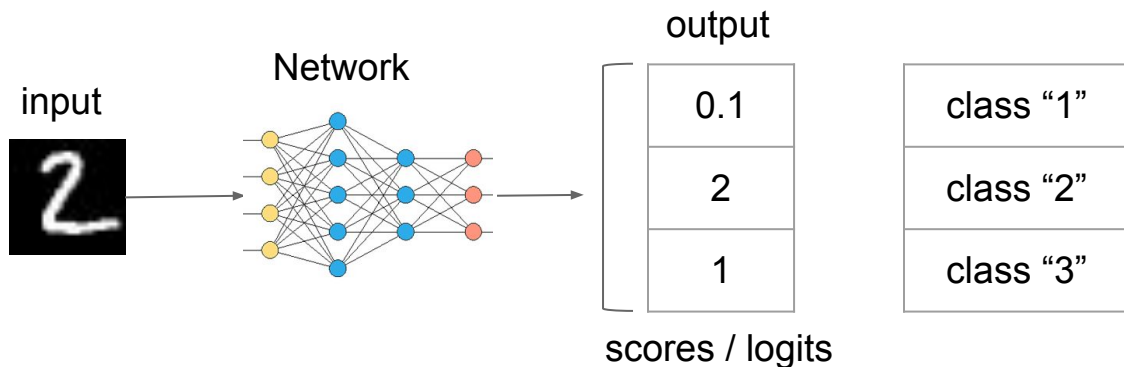 output
Network
input
0.1
class “1”
2
2
class “2”
1
class “3”
scores / logits